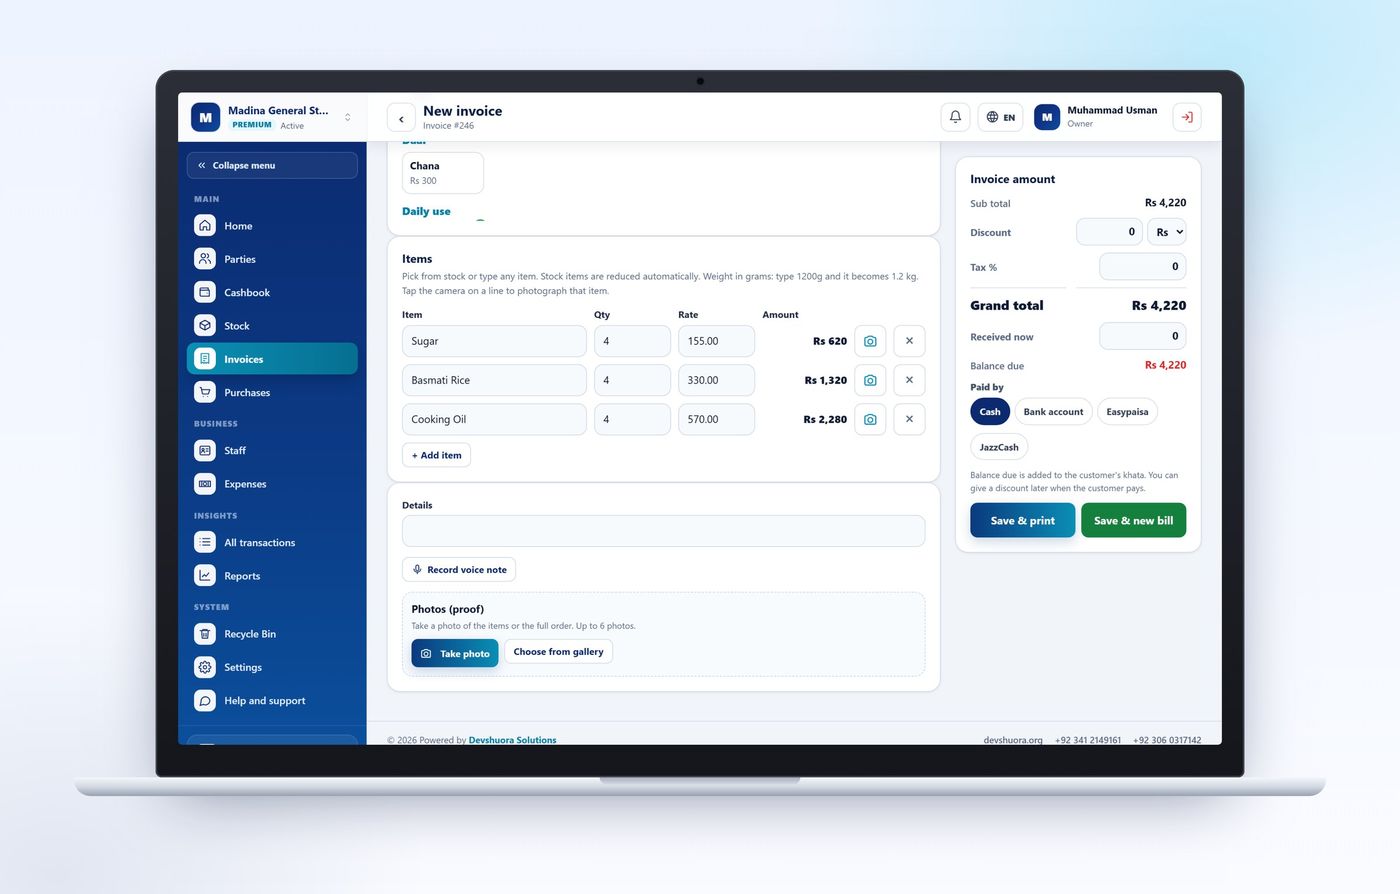 M
Madina General St...
PREMIUM Active
Collapse menu
MAIN
Home
Parties
Cashbook
Stock
Invoices
Purchases
BUSINESS
Staff
Expenses
INSIGHTS
All transactions
Reports
SYSTEM
Recycle Bin
Settings
Help and support
New invoice
Invoice #246
EN
M
Muhammad Usman
Owner
Daal
Chana
Rs 300
Daily use
Items
Pick from stock or type any item. Stock items are reduced automatically. Weight in grams: type 1200g and it becomes 1.2 kg.
Tap the camera on a line to photograph that item.
Item Qty Rate Amount
Sugar 4 155.00 Rs 620
Basmati Rice 4 330.00 Rs 1,320
Cooking Oil 4 570.00 Rs 2,280
+ Add item
Details
Record voice note
Photos (proof)
Take a photo of the items or the full order. Up to 6 photos.
Take photo Choose from gallery
Invoice amount
Sub total Rs 4,220
Discount 0 Rs
Tax % 0
Grand total Rs 4,220
Received now 0
Balance due Rs 4,220
Paid by
Cash Bank account Easypaisa
JazzCash
Balance due is added to the customer's khata. You can
give a discount later when the customer pays.
Save & print Save & new bill
© 2026 Powered by Devshuora Solutions
devshuora.org +92 341 2149161 +92 306 0317142